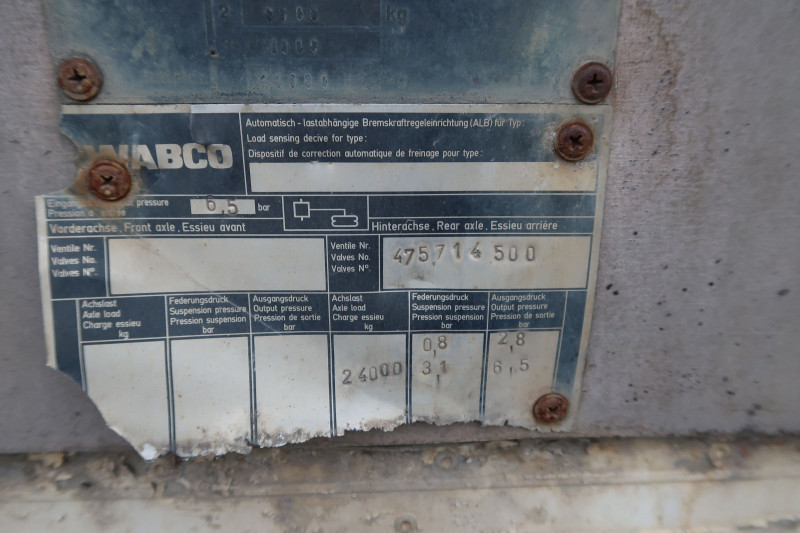 2 kg
WABCO
Automatisch - lastabhängige Bremskraftregeleinrichtung (ALB) für Typ:
Load sensing decive for type:
Dispositif de correction automatique de freinage pour type:
pressure 6,5 bar
Pression
Vorderachse, Front axle, Essieu avant
Hinterachse, Rear axle, Essieu arriére
Ventile Nr.
Valves No.
Valves N°.
Ventile Nr.
Valves No.
Valves N°.
475 714 500
Achslast
Axle load
Charge essieu
kg
Federungsdruck
Suspension pressure
Pression suspension
bar
Ausgangsdruck
Output pressure
Pression de sortie
bar
Achslast
Axle load
Charge essieu
kg
Federungsdruck
Suspension pressure
Pression suspension
bar
Ausgangsdruck
Output pressure
Pression de sortie
bar
0,8 2,8
24000 3,1 6,5